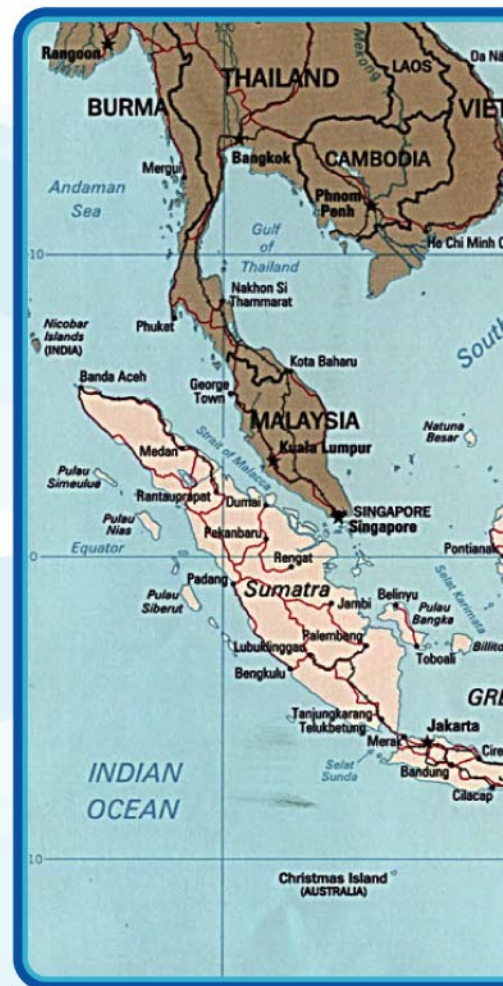 Rangoon
THAILAND
LAOS
Da Nă
Mekong
BURMA
VIET
Bangkok
CAMBODIA
Mergui
Andaman
Sea
Phnom
Penh
Gulf
of
Thailand
Ho Chi Minh C
10
Nakhon Si
Thammarat
Phuket
Nicobar
Islands
(INDIA)
South
Kota Baharu
Banda Aceh
George
Town
MALAYSIA
Natuna
Besar
Medan
Strait of Malacca
Kuala Lumpur
Pulau
Simeulue
Rantauprapat
Dumai
SINGAPORE
Singapore
Pulau
Nias
Pekanbaru
Equator
0
Pontianak
Rengat
Padang
Sumatra
Selat Karimata
Pulau
Siberut
Jambi
Belinyu
Pulau
Bangka
Palembang
Lubuklinggau
Toboali
Billito
Bengkulu
GRE
Tanjungkarang-
Telukbetung
Jakarta
Merak
Cire
Selat
Sunda
Bandung
Cilacap
INDIAN
OCEAN
10
Christmas Island
(AUSTRALIA)